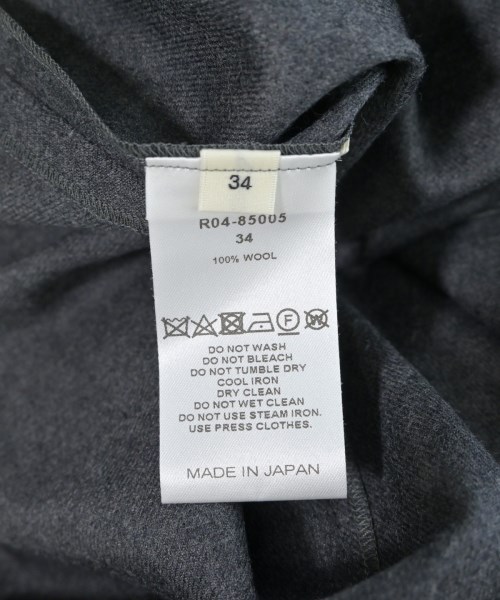 34
R04-85005
34
100% WOOL
DO NOT WASH
DO NOT BLEACH
DO NOT TUMBLE DRY
COOL IRON
DRY CLEAN
DO NOT WET CLEAN
DO NOT USE STEAM IRON.
USE PRESS CLOTHES.
MADE IN JAPAN